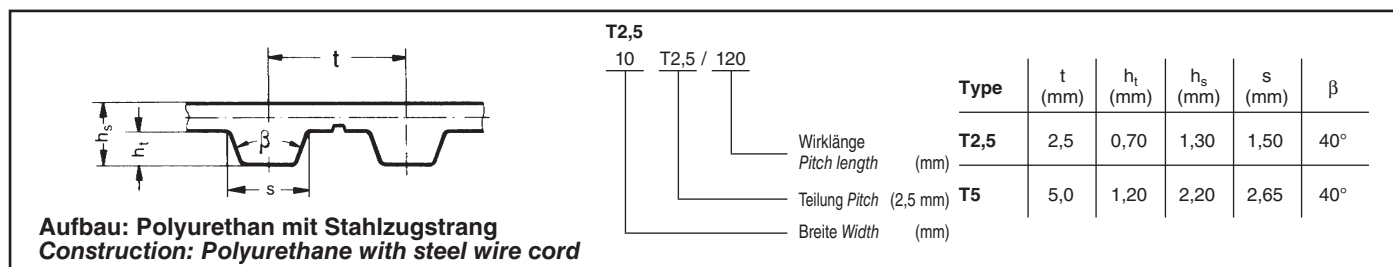 t
hs
ht
β
s
Aufbau: Polyurethan mit Stahlzugstrang
Construction: Polyurethane with steel wire cord
T2,5
10 T2,5 / 120
Wirklänge
Pitch length (mm)
Teilung Pitch (2,5 mm)
Breite Width (mm)
Type t (mm) ht (mm) hs (mm) s (mm) β
T2,5 2,5 0,70 1,30 1,50 40°
T5 5,0 1,20 2,20 2,65 40°